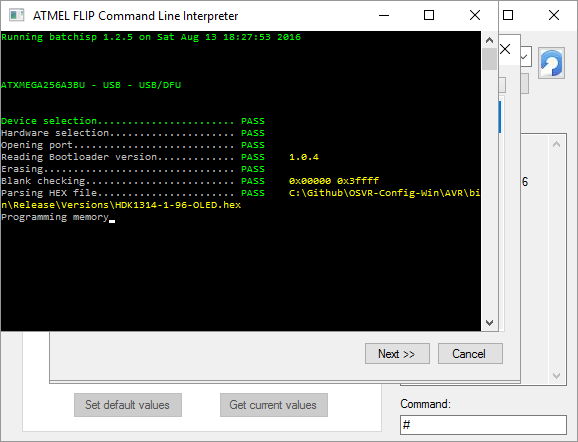 ATMEL FLIP Command Line Interpreter
Running batchisp 1.2.5 on Sat Aug 13 18:27:53 2016
ATXMEGA256A3BU - USB - USB/DFU
Device selection....................... PASS
Hardware selection..................... PASS
Opening port........................... PASS
Reading Bootloader version............. PASS 1.0.4
Erasing................................ PASS
Blank checking......................... PASS 0x00000 0x3ffff
Parsing HEX file....................... PASS C:\Github\OSVR-Config-Win\AVR\bi
n\Release\Versions\HDK1314-1-96-OLED.hex
Programming memory
6
Next >>
Cancel
Set default values
Get current values
Command:
#